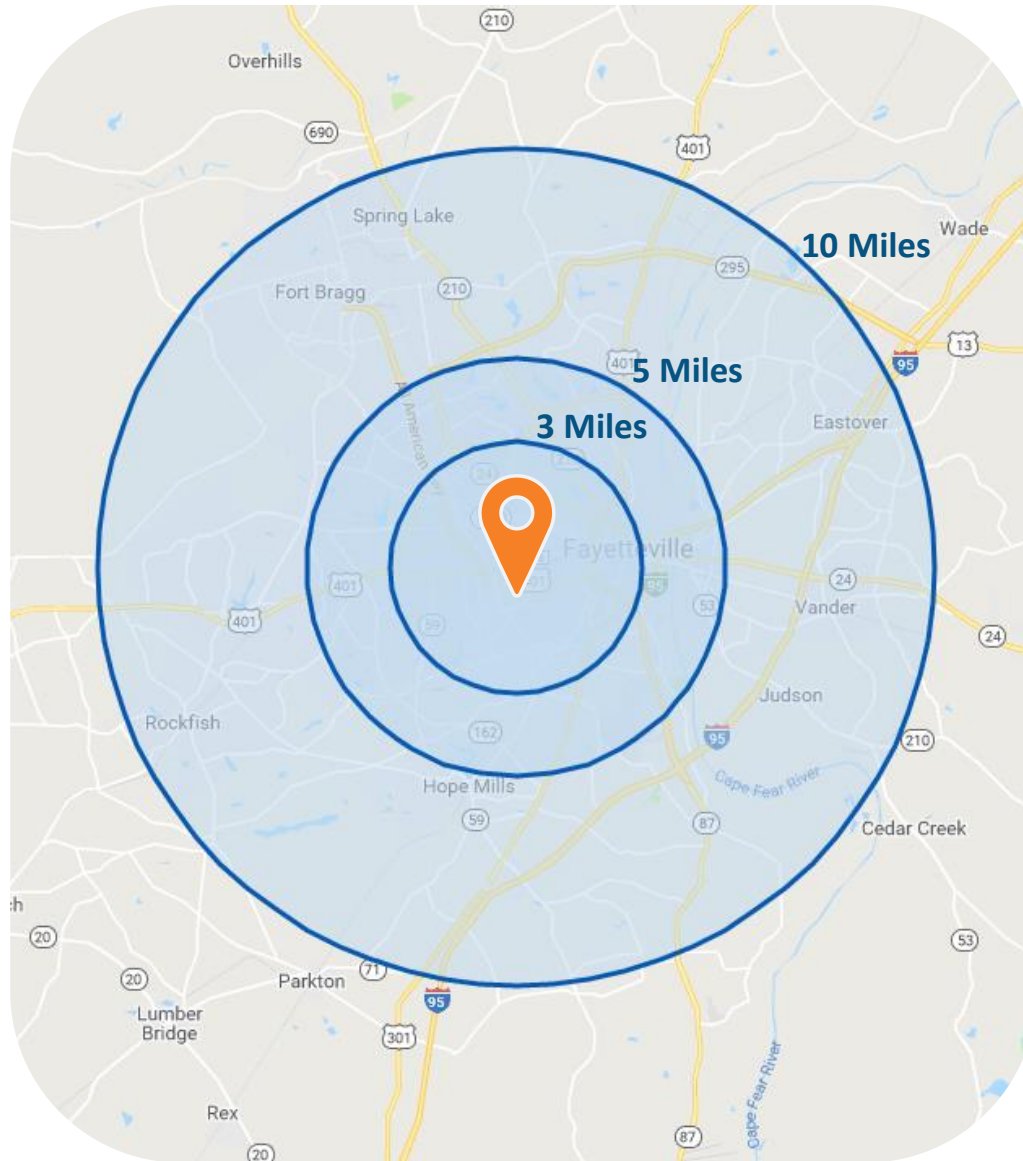 210
Overhills
690
401
Spring Lake
Wade
10 Miles
295
Fort Bragg
210
13
95
401
5 Miles
All American
Eastover
3 Miles
24
Fayetteville
401
95
24
53
Vander
401
59
24
Judson
Rockfish
162
95
210
Cape Fear River
Hope Mills
59
87
Cedar Creek
20
53
71
Parkton
20
95
Lumber
Bridge
301
Cape Fear River
Rex
87
20